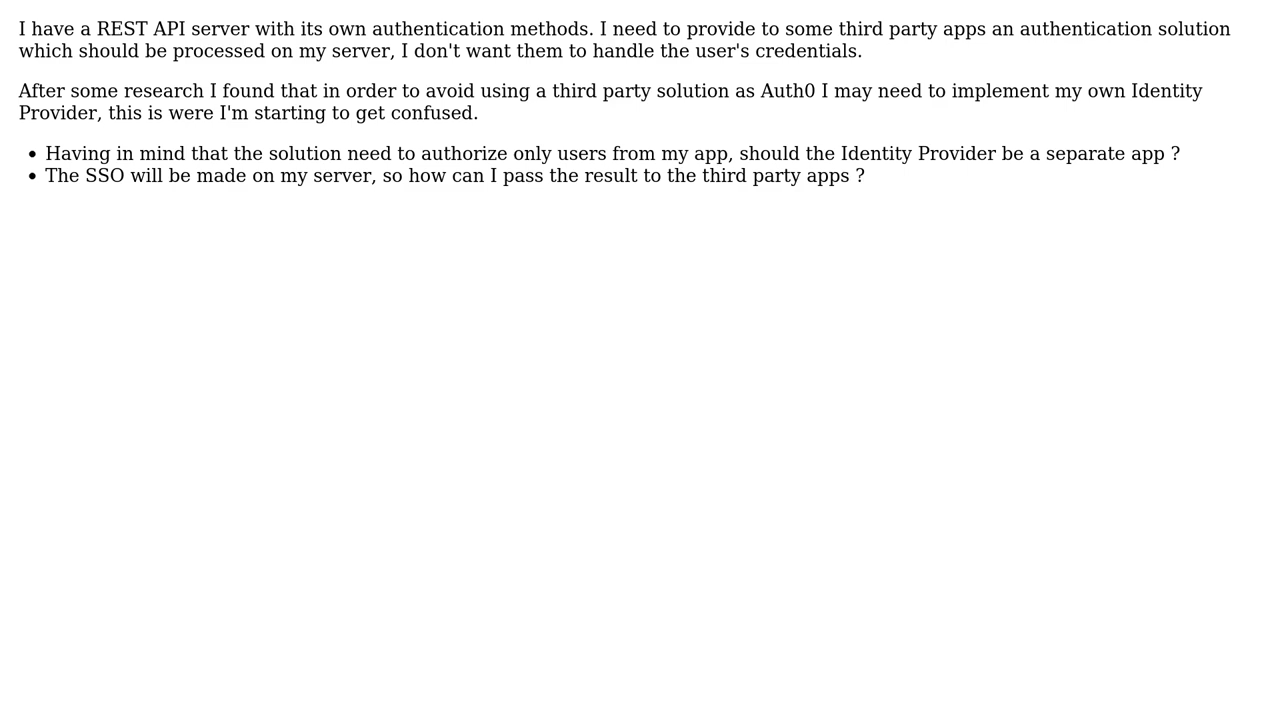 I have a REST API server with its own authentication methods. I need to provide to some third party apps an authentication solution
which should be processed on my server, I don't want them to handle the user's credentials.
After some research I found that in order to avoid using a third party solution as Auth0 I may need to implement my own Identity
Provider, this is were I'm starting to get confused.
• Having in mind that the solution need to authorize only users from my app, should the Identity Provider be a separate app ?
• The SSO will be made on my server, so how can I pass the result to the third party apps ?